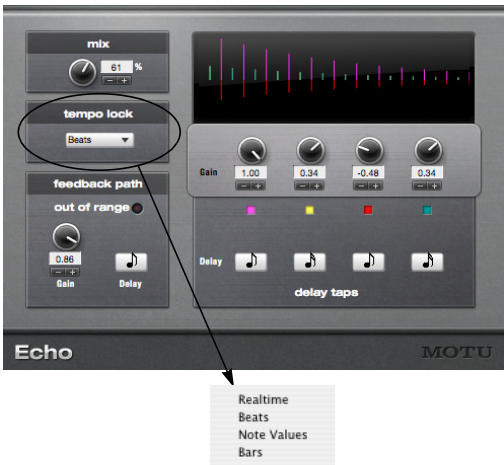 mix
61 %
- +
tempo lock
Beats
feedback path
out of range
0.86
- +
Gain Delay
Gain 1.00 0.34 -0.48 0.34
- + - + - + - +
Delay
delay taps
Echo MOTU
Realtime
Beats
Note Values
Bars